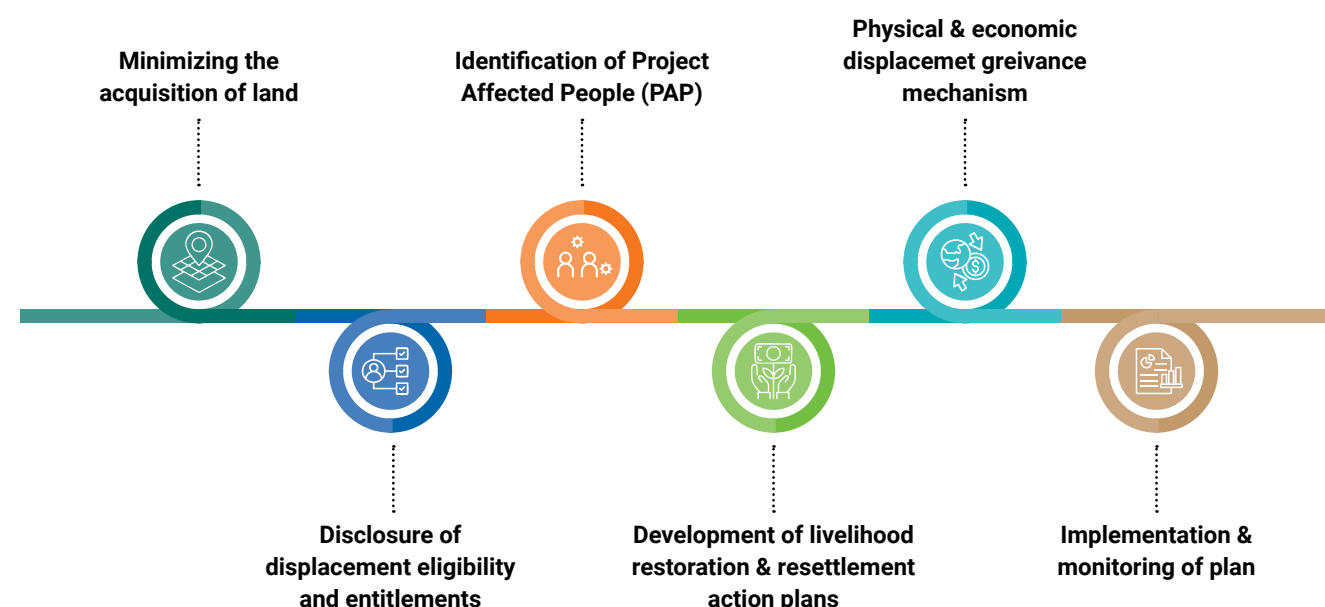 Minimizing the
acquisition of land
Disclosure of
displacement eligibility
and entitlements
Identification of Project
Affected People (PAP)
Development of livelihood
restoration & resettlement
action plans
Physical & economic
displacemet greivance
mechanism
Implementation &
monitoring of plan
$